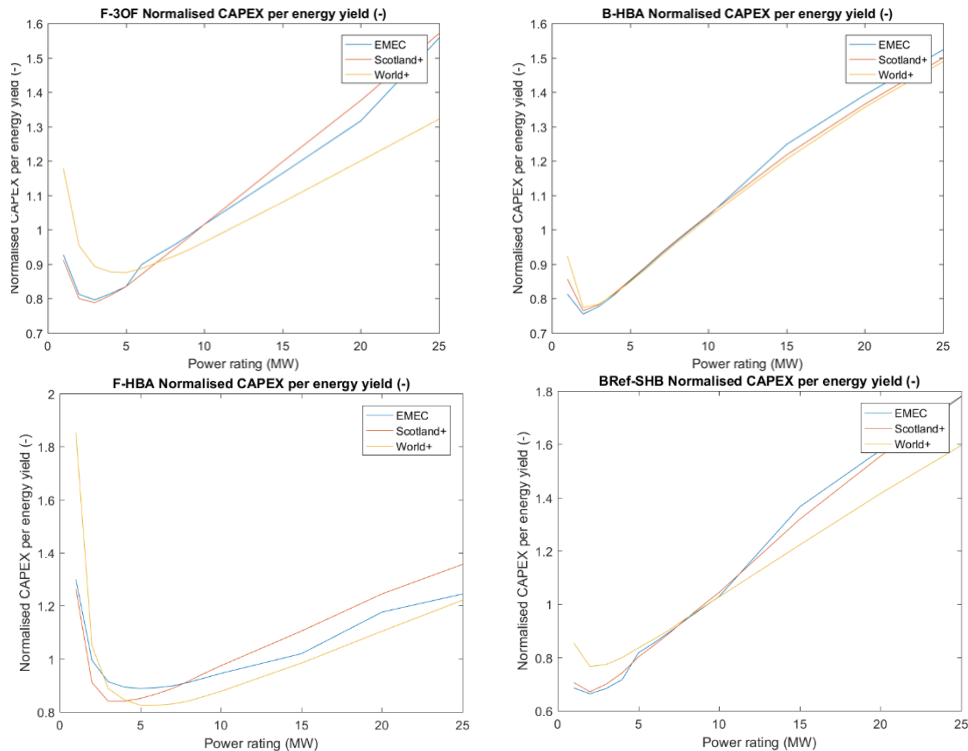 F-3OF Normalised CAPEX per energy yield (-)
Normalised CAPEX per energy yield (-)
1.6
1.5
1.4
1.3
1.2
1.1
1
0.9
0.8
0.7
0
5
10
15
20
25
Power rating (MW)
EMEC
Scotland+
World+
B-HBA Normalised CAPEX per energy yield (-)
Normalised CAPEX per energy yield (-)
1.6
1.5
1.4
1.3
1.2
1.1
1
0.9
0.8
0.7
0
5
10
15
20
25
Power rating (MW)
EMEC
Scotland+
World+
F-HBA Normalised CAPEX per energy yield (-)
Normalised CAPEX per energy yield (-)
2
1.8
1.6
1.4
1.2
1
0.8
0
5
10
15
20
25
Power rating (MW)
EMEC
Scotland+
World+
BRef-SHB Normalised CAPEX per energy yield (-)
Normalised CAPEX per energy yield (-)
1.8
1.6
1.4
1.2
1
0.8
0.6
0
5
10
15
20
25
Power rating (MW)
EMEC
Scotland+
World+